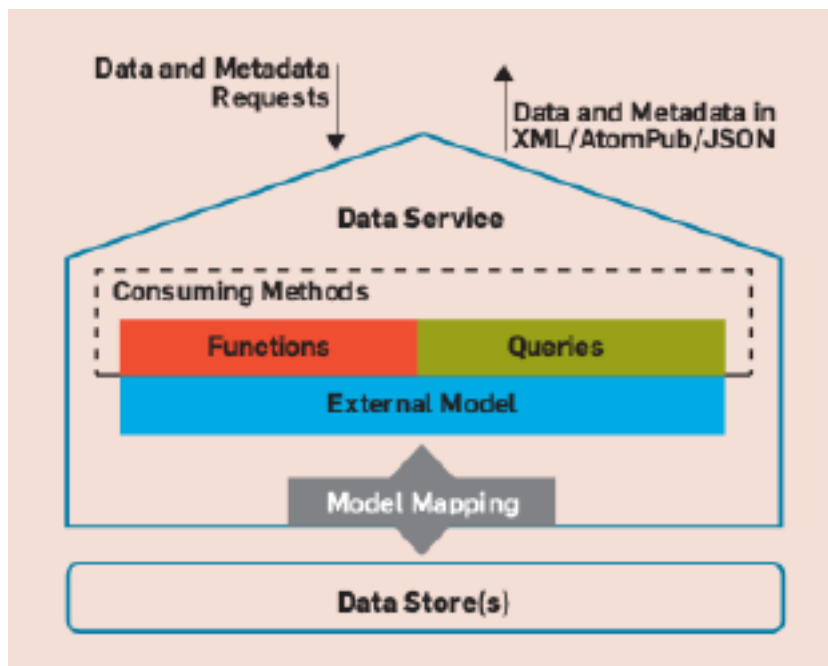 Data and Metadata
Requests
Data and Metadata in
XML/AtomPub/JSON
Data Service
Consuming Methods
Functions
Queries
External Model
Model Mapping
Data Store(s)